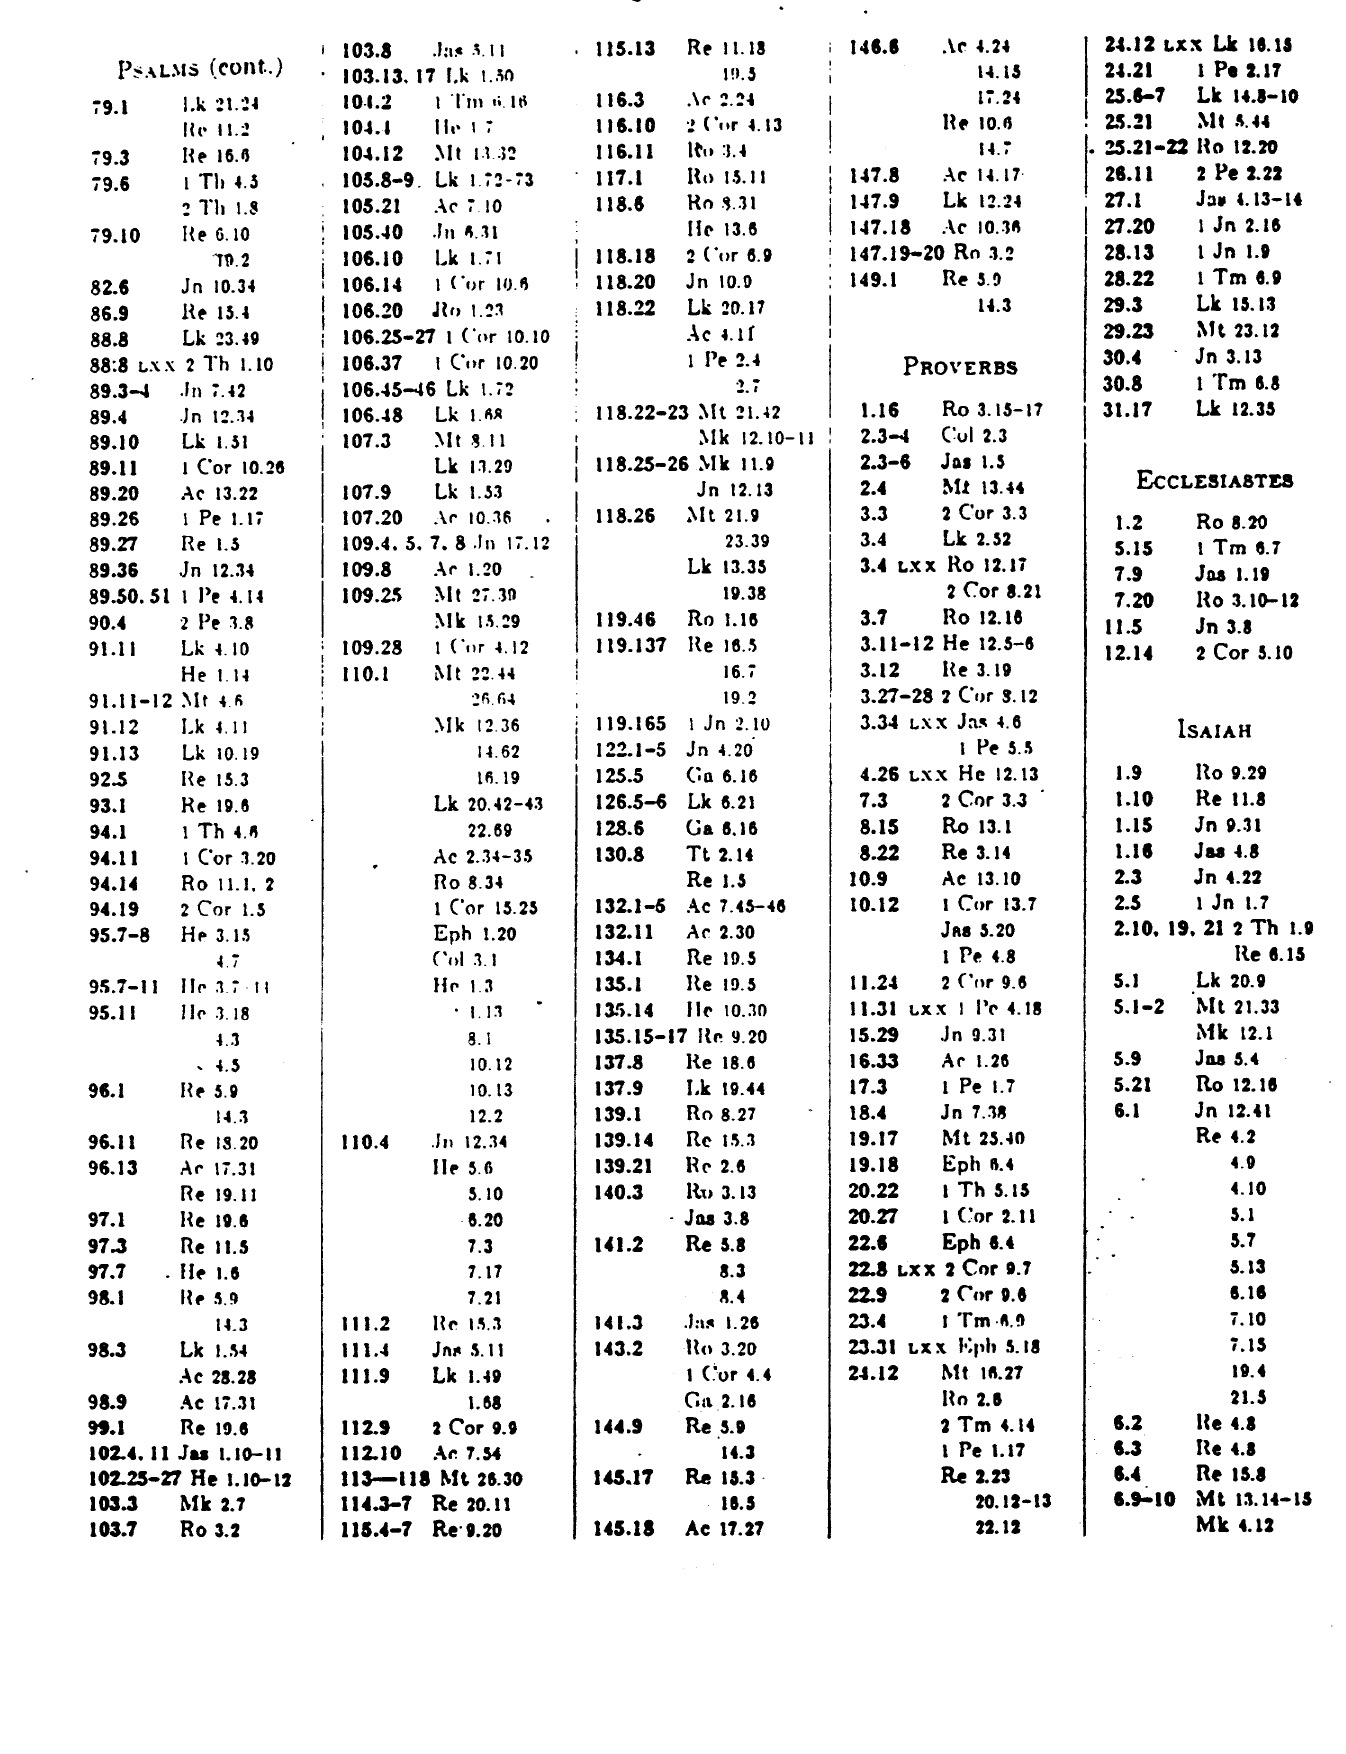 PSALMS (cont.)
79.1 Lk 21.24
Re 11.2
79.3 Re 16.6
79.6 1 Th 4.5
2 Th 1.8
79.10 Re 6.10
19.2
82.6 Jn 10.34
86.9 Re 15.4
88.8 Lk 23.49
88:8 LXX 2 Th 1.10
89.3-4 Jn 7.42
89.4 Jn 12.34
89.10 Lk 1.51
89.11 1 Cor 10.26
89.20 Ac 13.22
89.26 1 Pe 1.17
89.27 Re 1.5
89.36 Jn 12.34
89.50, 51 1 Pe 4.14
90.4 2 Pe 3.8
91.11 Lk 4.10
He 1.14
91.11-12 Mt 4.6
91.12 Lk 4.11
91.13 Lk 10.19
92.5 Re 15.3
93.1 Re 19.6
94.1 1 Th 4.6
94.11 1 Cor 3.20
94.14 Ro 11.1, 2
94.19 2 Cor 1.5
95.7-8 He 3.15
4.7
95.7-11 He 3.7-11
95.11 He 3.18
4.3
4.5
96.1 Re 5.9
14.3
96.11 Re 18.20
96.13 Ac 17.31
Re 19.11
97.1 Re 19.6
97.3 Re 11.5
97.7 He 1.6
98.1 Re 5.9
14.3
98.3 Lk 1.54
Ac 28.28
98.9 Ac 17.31
99.1 Re 19.6
102.4, 11 Jas 1.10-11
102.25-27 He 1.10-12
103.3 Mk 2.7
103.7 Ro 3.2
103.8 Jas 5.11
103.13, 17 Lk 1.50
104.2 1 Tm 6.16
104.4 He 1.7
104.12 Mt 13.32
105.8-9 Lk 1.72-73
105.21 Ac 7.10
105.40 Jn 6.31
106.10 Lk 1.71
106.14 1 Cor 10.6
106.20 Ro 1.23
106.25-27 1 Cor 10.10
106.37 1 Cor 10.20
106.45-46 Lk 1.72
106.48 Lk 1.68
107.3 Mt 8.11
Lk 13.29
107.9 Lk 1.53
107.20 Ac 10.36
109.4, 5, 7, 8 Jn 17.12
109.8 Ac 1.20
109.25 Mt 27.39
Mk 15.29
109.28 1 Cor 4.12
110.1 Mt 22.44
26.64
Mk 12.36
14.62
16.19
Lk 20.42-43
22.69
Ac 2.34-35
Ro 8.34
1 Cor 15.25
Eph 1.20
Col 3.1
He 1.3
1.13
8.1
10.12
10.13
12.2
110.4 Jn 12.34
He 5.6
5.10
6.20
7.3
7.17
7.21
111.2 Re 15.3
111.4 Jas 5.11
111.9 Lk 1.49
1.68
112.9 2 Cor 9.9
112.10 Ac 7.54
113—118 Mt 26.30
114.3-7 Re 20.11
115.4-7 Re 9.20
115.13 Re 11.18
19.5
116.3 Ac 2.24
116.10 2 Cor 4.13
116.11 Ro 3.4
117.1 Ro 15.11
118.6 Ro 8.31
He 13.6
118.18 2 Cor 6.9
118.20 Jn 10.9
118.22 Lk 20.17
Ac 4.11
1 Pe 2.4
2.7
118.22-23 Mt 21.42
Mk 12.10-11
118.25-26 Mk 11.9
Jn 12.13
118.26 Mt 21.9
23.39
Lk 13.35
19.38
119.46 Ro 1.16
119.137 Re 16.5
16.7
19.2
119.165 1 Jn 2.10
122.1-5 Jn 4.20
125.5 Ga 6.16
126.5-6 Lk 6.21
128.6 Ga 6.16
130.8 Tt 2.14
Re 1.5
132.1-5 Ac 7.45-46
132.11 Ac 2.30
134.1 Re 19.5
135.1 Re 19.5
135.14 He 10.30
135.15-17 Re 9.20
137.8 Re 18.6
137.9 Lk 19.44
139.1 Ro 8.27
139.14 Re 15.3
139.21 Re 2.6
140.3 Ro 3.13
Jas 3.8
141.2 Re 5.8
8.3
8.4
141.3 Jas 1.26
143.2 Ro 3.20
1 Cor 4.4
Ga 2.16
144.9 Re 5.9
14.3
145.17 Re 15.3
16.5
145.18 Ac 17.27
146.6 Ac 4.24
14.15
17.24
Re 10.6
14.7
147.8 Ac 14.17
147.9 Lk 12.24
147.18 Ac 10.36
147.19-20 Ro 3.2
149.1 Re 5.9
14.3
PROVERBS
1.16 Ro 3.15-17
2.3-4 Col 2.3
2.3-6 Jas 1.5
2.4 Mt 13.44
3.3 2 Cor 3.3
3.4 Lk 2.52
3.4 LXX Ro 12.17
2 Cor 8.21
3.7 Ro 12.16
3.11-12 He 12.5-6
3.12 Re 3.19
3.27-28 2 Cor 8.12
3.34 LXX Jas 4.6
1 Pe 5.5
4.26 LXX He 12.13
7.3 2 Cor 3.3
8.15 Ro 13.1
8.22 Re 3.14
10.9 Ac 13.10
10.12 1 Cor 13.7
Jas 5.20
1 Pe 4.8
11.24 2 Cor 9.6
11.31 LXX 1 Pe 4.18
15.29 Jn 9.31
16.33 Ac 1.26
17.3 1 Pe 1.7
18.4 Jn 7.38
19.17 Mt 25.40
19.18 Eph 6.4
20.22 1 Th 5.15
20.27 1 Cor 2.11
22.6 Eph 6.4
22.8 LXX 2 Cor 9.7
22.9 2 Cor 9.6
23.4 1 Tm 6.9
23.31 LXX Eph 5.18
24.12 Mt 16.27
Ro 2.6
2 Tm 4.14
1 Pe 1.17
Re 2.23
20.12-13
22.12
24.12 LXX Lk 16.15
24.21 1 Pe 2.17
25.6-7 Lk 14.8-10
25.21 Mt 5.44
25.21-22 Ro 12.20
26.11 2 Pe 2.22
27.1 Jas 4.13-14
27.20 1 Jn 2.16
28.13 1 Jn 1.9
28.22 1 Tm 6.9
29.3 Lk 15.13
29.23 Mt 23.12
30.4 Jn 3.13
30.8 1 Tm 6.8
31.17 Lk 12.35
ECCLESIASTES
1.2 Ro 8.20
5.15 1 Tm 6.7
7.9 Jas 1.19
7.20 Ro 3.10-12
11.5 Jn 3.8
12.14 2 Cor 5.10
ISAIAH
1.9 Ro 9.29
1.10 Re 11.8
1.15 Jn 9.31
1.16 Jas 4.8
2.3 Jn 4.22
2.5 1 Jn 1.7
2.10, 19, 21 2 Th 1.9
Re 6.15
5.1 Lk 20.9
5.1-2 Mt 21.33
Mk 12.1
5.9 Jas 5.4
5.21 Ro 12.16
6.1 Jn 12.41
Re 4.2
4.9
4.10
5.1
5.7
5.13
6.16
7.10
7.15
19.4
21.5
6.2 Re 4.8
6.3 Re 4.8
6.4 Re 15.8
6.9-10 Mt 13.14-15
Mk 4.12